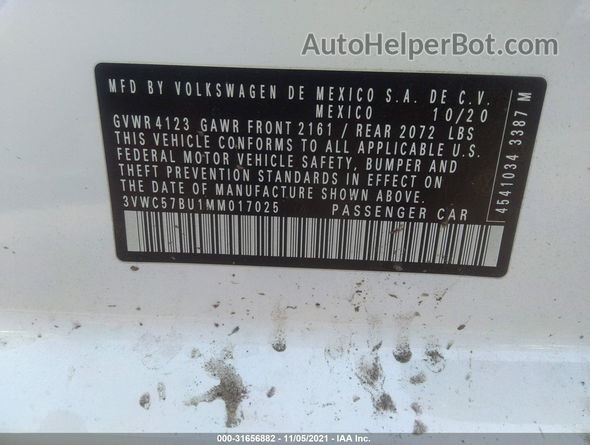 AutoHelperBot.com
MFD BY VOLKSWAGEN DE MEXICO S.A. DE C.V.
MEXICO 10/20
GVWR 4123 GAWR FRONT 2161 / REAR 2072 LBS
THIS VEHICLE CONFORMS TO ALL APPLICABLE U.S.
FEDERAL MOTOR VEHICLE SAFETY, BUMPER AND
THEFT PREVENTION STANDARDS IN EFFECT ON
THE DATE OF MANUFACTURE SHOWN ABOVE.
3VWC57BU1MM017025 PASSENGER CAR
4541034 3387 M
000-31656882 - 11/05/2021 - IAA Inc.